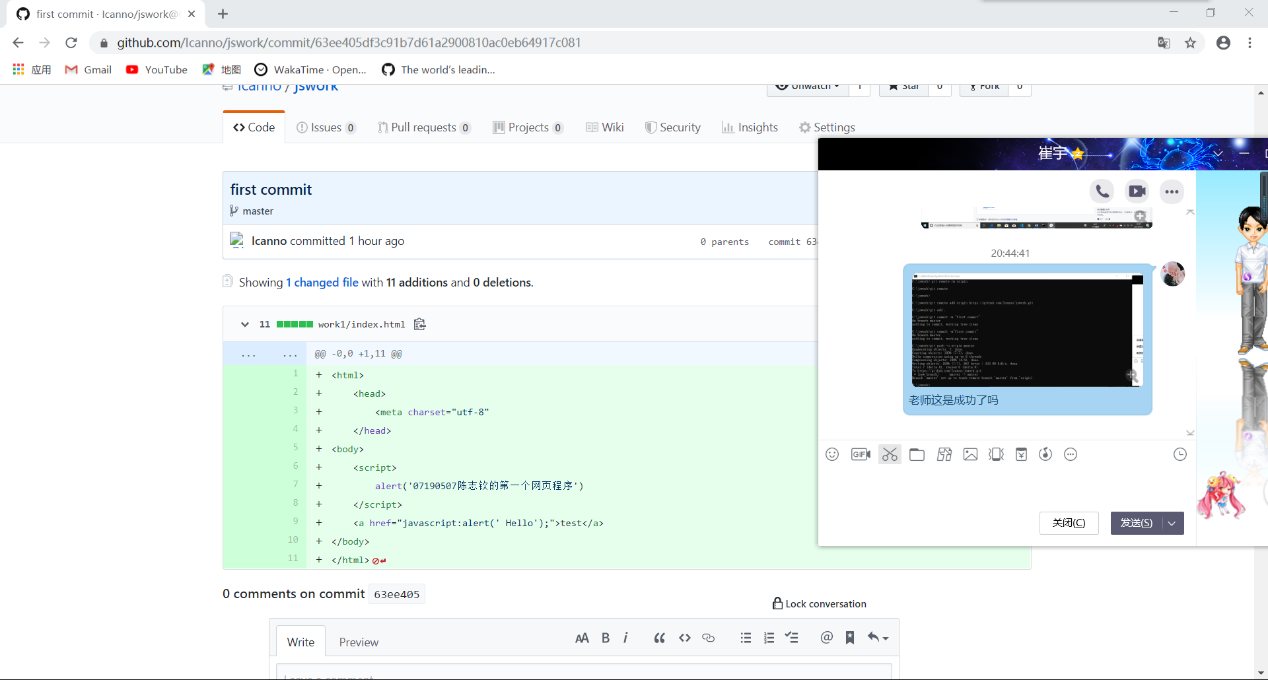 first commit · lcanno/jswork@
github.com/lcanno/jswork/commit/63ee405df3c91b7d61a2900810ac0eb64917c081
应用 Gmail YouTube 地图 WakaTime · Open... The world's leadin...
lcanno / jswork Unwatch 1 Star 0 Fork 0
Code Issues 0 Pull requests 0 Projects 0 Wiki Security Insights Settings
first commit
master
lcanno committed 1 hour ago 0 parents commit 63
Showing 1 changed file with 11 additions and 0 deletions.
11 work1/index.html
... ... @@ -0,0 +1,11 @@
1 + <html>
2 + <head>
3 + <meta charset="utf-8"
4 + </head>
5 + <body>
6 + <script>
7 + alert('07190507陈志钦的第一个网页程序')
8 + </script>
9 + <a href="javascript:alert(' Hello');">test</a>
10 + </body>
11 + </html>
0 comments on commit 63ee405
Lock conversation
Write Preview AA B i
崔宇
20:44:41
老师这是成功了吗
GIF
关闭(C) 发送(S)